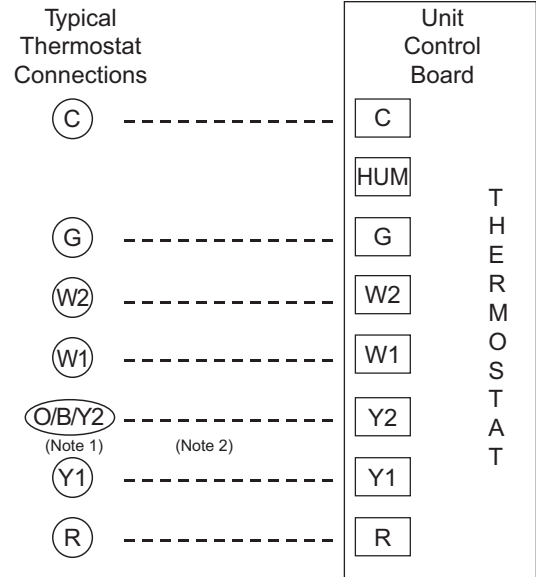 Typical
Thermostat
Connections
Unit
Control
Board
C
C
HUM
G
G
W2
W2
W1
W1
O/B/Y2
Y2
(Note 1)
(Note 2)
Y1
Y1
R
R
THERMOSTAT